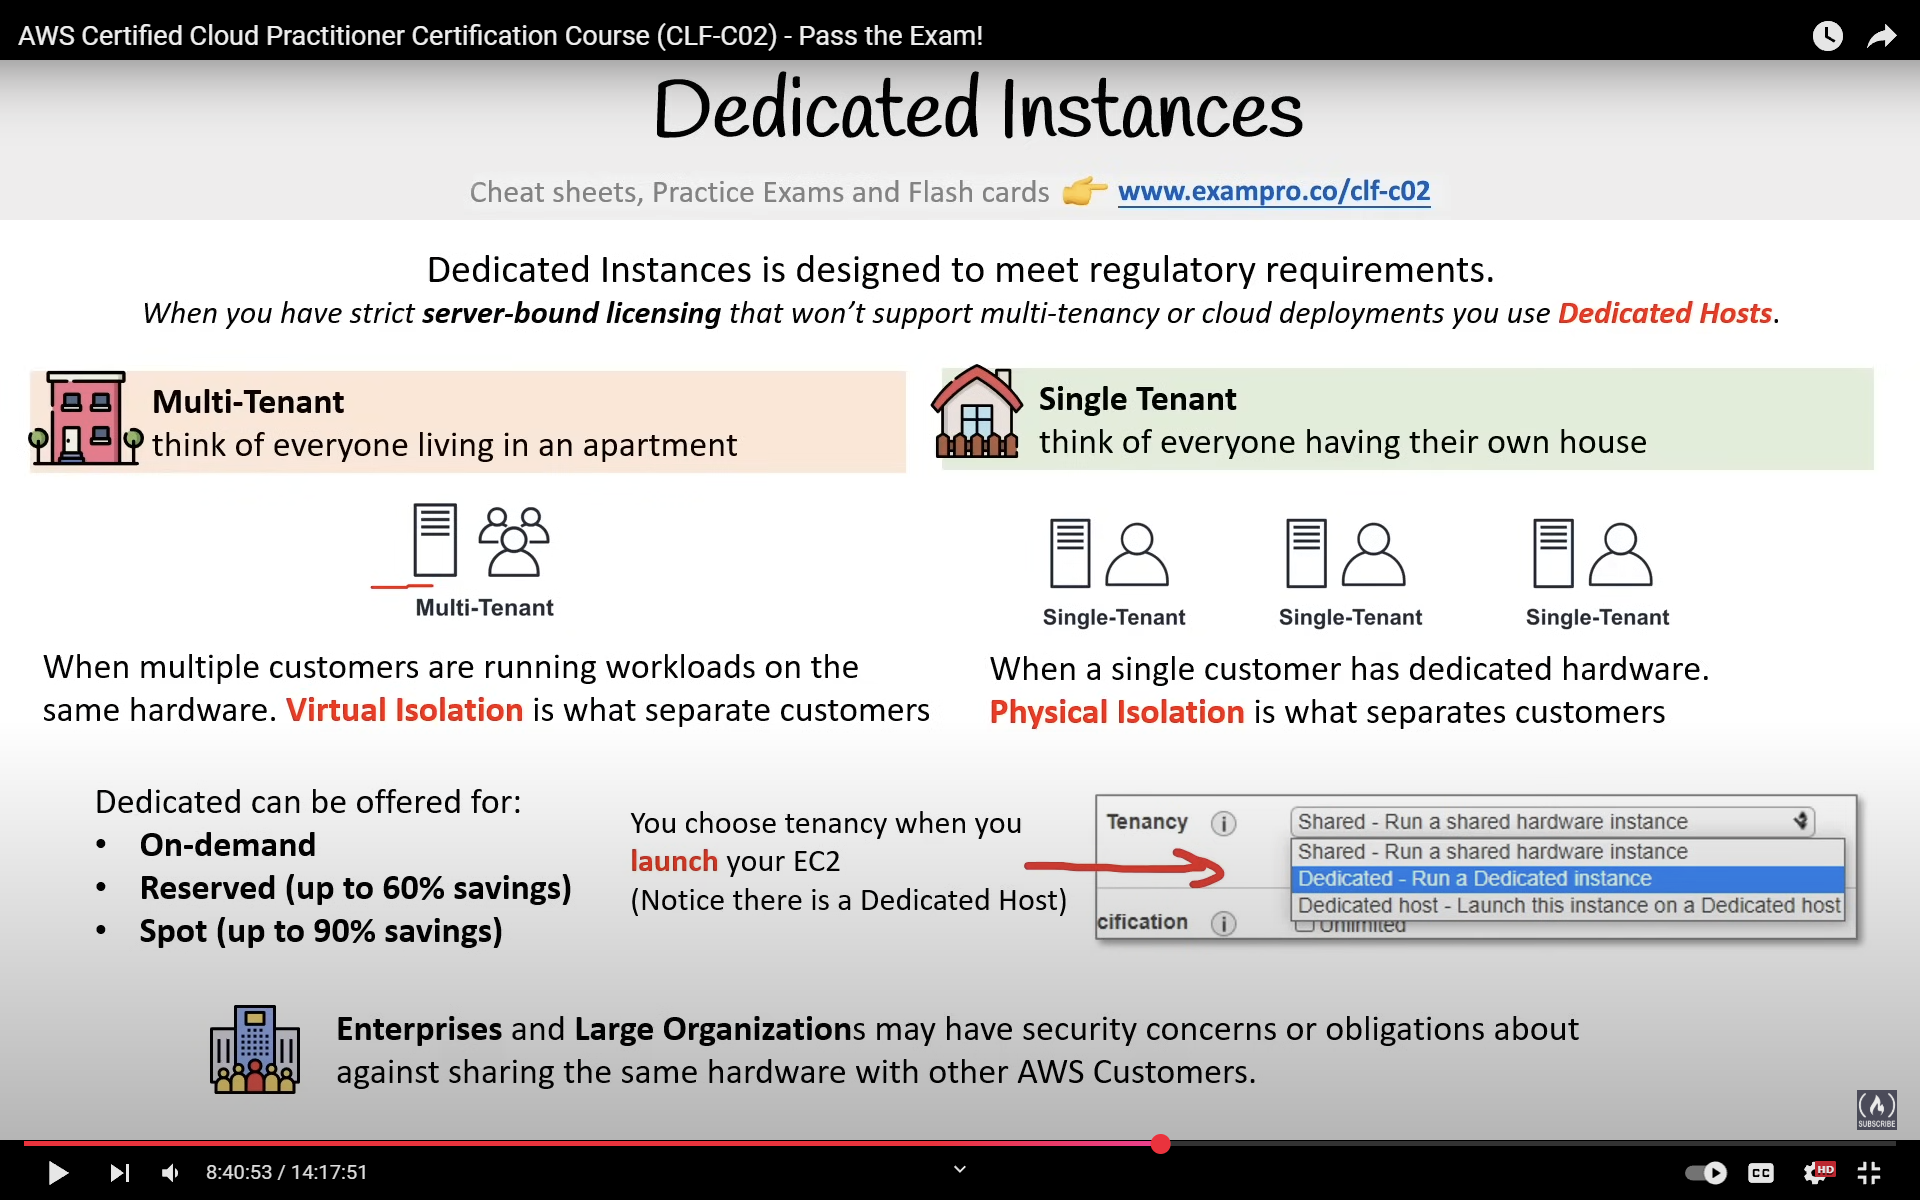 AWS Certified Cloud Practitioner Certification Course (CLF-C02) - Pass the Exam!
Dedicated Instances
Cheat sheets, Practice Exams and Flash cards 👉 www.exampro.co/clf-c02
Dedicated Instances is designed to meet regulatory requirements.
When you have strict server-bound licensing that won't support multi-tenancy or cloud deployments you use Dedicated Hosts.
Multi-Tenant
think of everyone living in an apartment
Multi-Tenant
When multiple customers are running workloads on the
same hardware. Virtual Isolation is what separate customers
Single Tenant
think of everyone having their own house
Single-Tenant Single-Tenant Single-Tenant
When a single customer has dedicated hardware.
Physical Isolation is what separates customers
Dedicated can be offered for:
• On-demand
• Reserved (up to 60% savings)
• Spot (up to 90% savings)
You choose tenancy when you
launch your EC2
(Notice there is a Dedicated Host)
Tenancy i Shared - Run a shared hardware instance
Shared - Run a shared hardware instance
Dedicated - Run a Dedicated instance
Dedicated host - Launch this instance on a Dedicated host
cification i Unlimited
Enterprises and Large Organizations may have security concerns or obligations about
against sharing the same hardware with other AWS Customers.
SUBSCRIBE
8:40:53 / 14:17:51
CC
HD